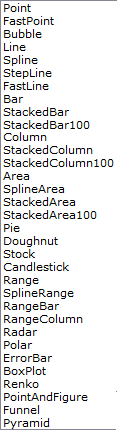 Point
FastPoint
Bubble
Line
Spline
StepLine
FastLine
Bar
StackedBar
StackedBar100
Column
StackedColumn
StackedColumn100
Area
SplineArea
StackedArea
StackedArea100
Pie
Doughnut
Stock
Candlestick
Range
SplineRange
RangeBar
RangeColumn
Radar
Polar
ErrorBar
BoxPlot
Renko
PointAndFigure
Funnel
Pyramid